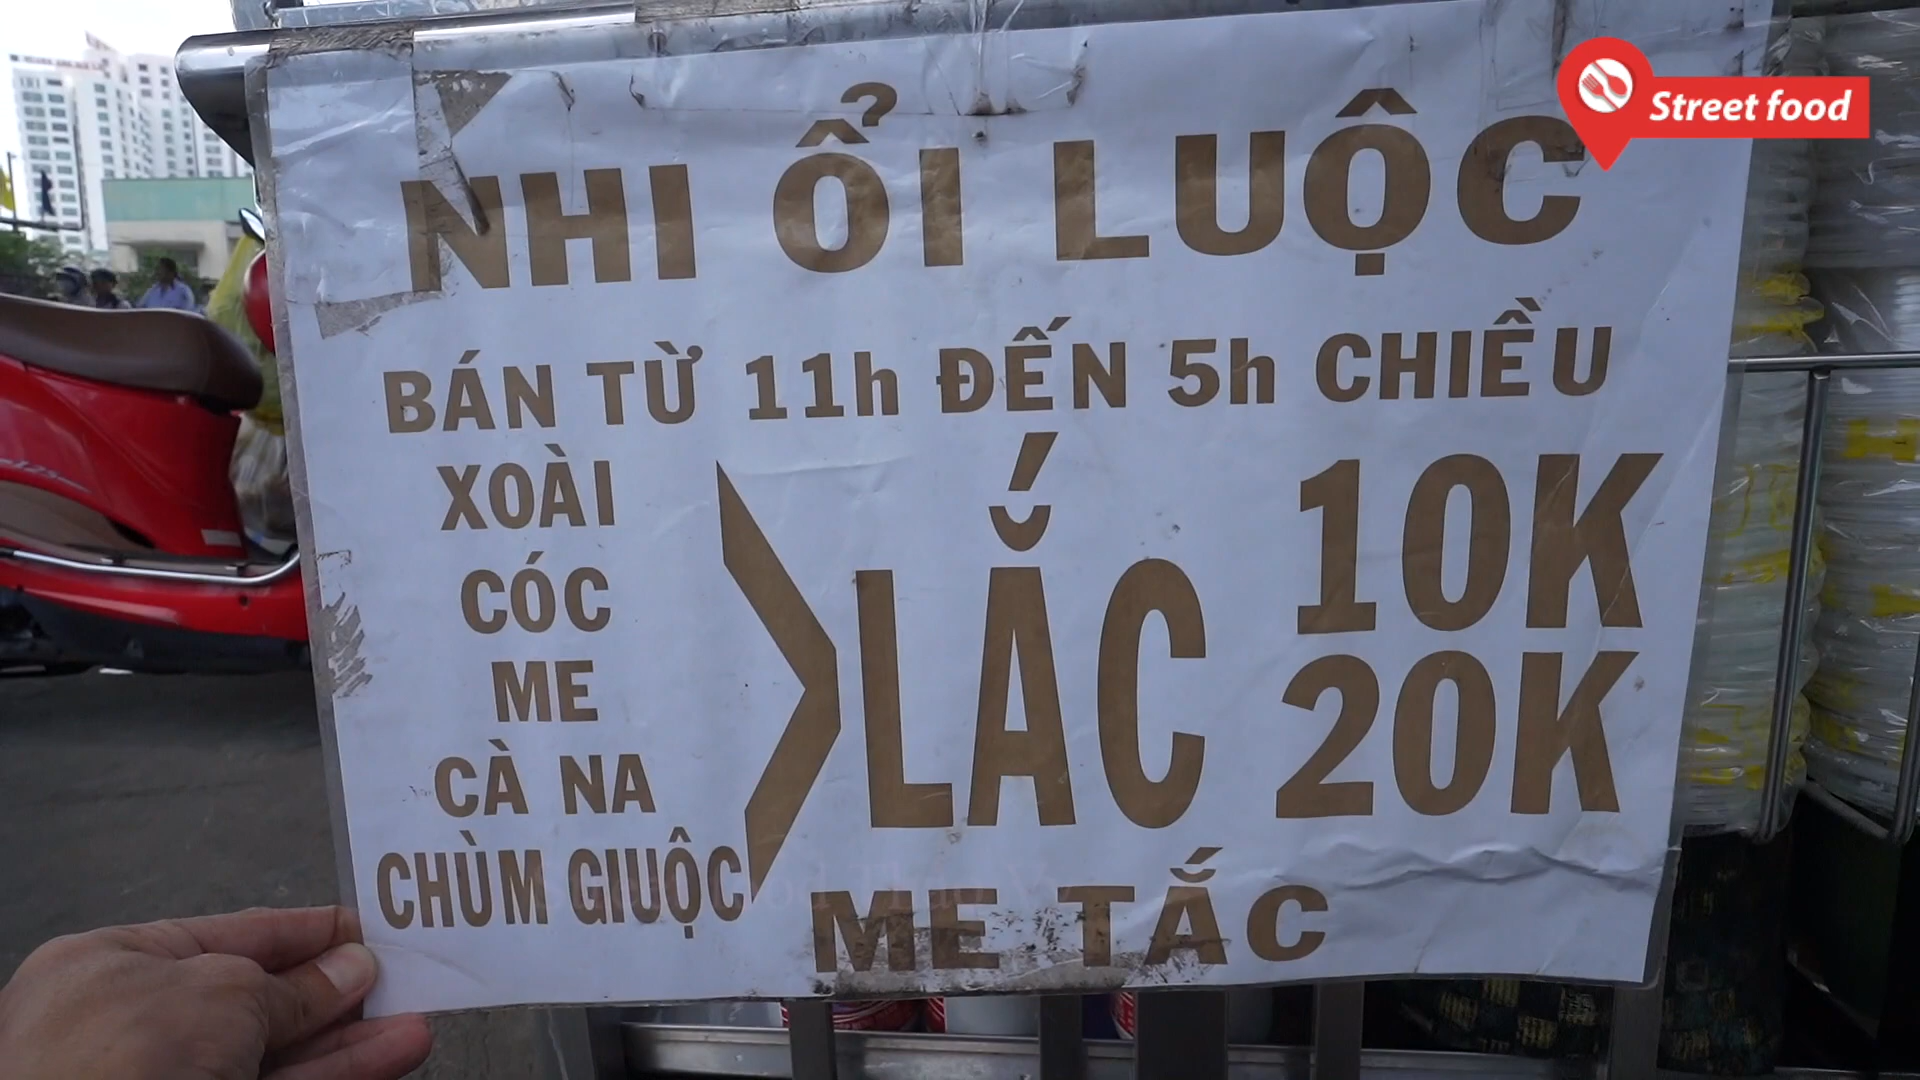 Street food
NHI ỔI LUỘC
BÁN TỪ 11h ĐẾN 5h CHIỀU
XOÀI
CÓC
ME
CÀ NA
CHÙM GIUỘC
LẮC
10K
20K
ME TẮC